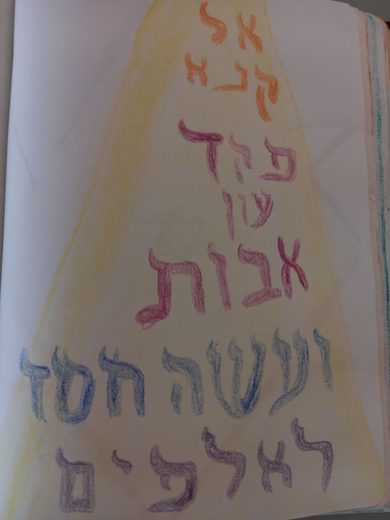 אל
קנא
פקד
עון
אבות
ועשה חסד
לאלפים